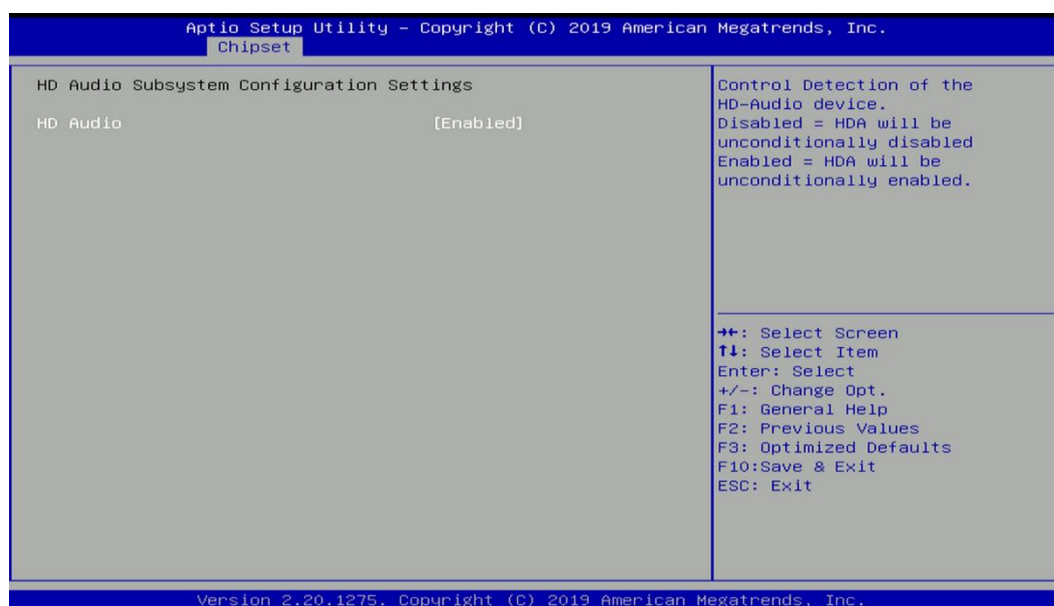 Aptio Setup Utility – Copyright (C) 2019 American Megatrends, Inc.
Chipset
HD Audio Subsystem Configuration Settings
HD Audio [Enabled]
Control Detection of the
HD-Audio device.
Disabled = HDA will be
unconditionally disabled
Enabled = HDA will be
unconditionally enabled.
→←: Select Screen
↑↓: Select Item
Enter: Select
+/-: Change Opt.
F1: General Help
F2: Previous Values
F3: Optimized Defaults
F10:Save & Exit
ESC: Exit
Version 2.20.1275. Copyright (C) 2019 American Megatrends, Inc.